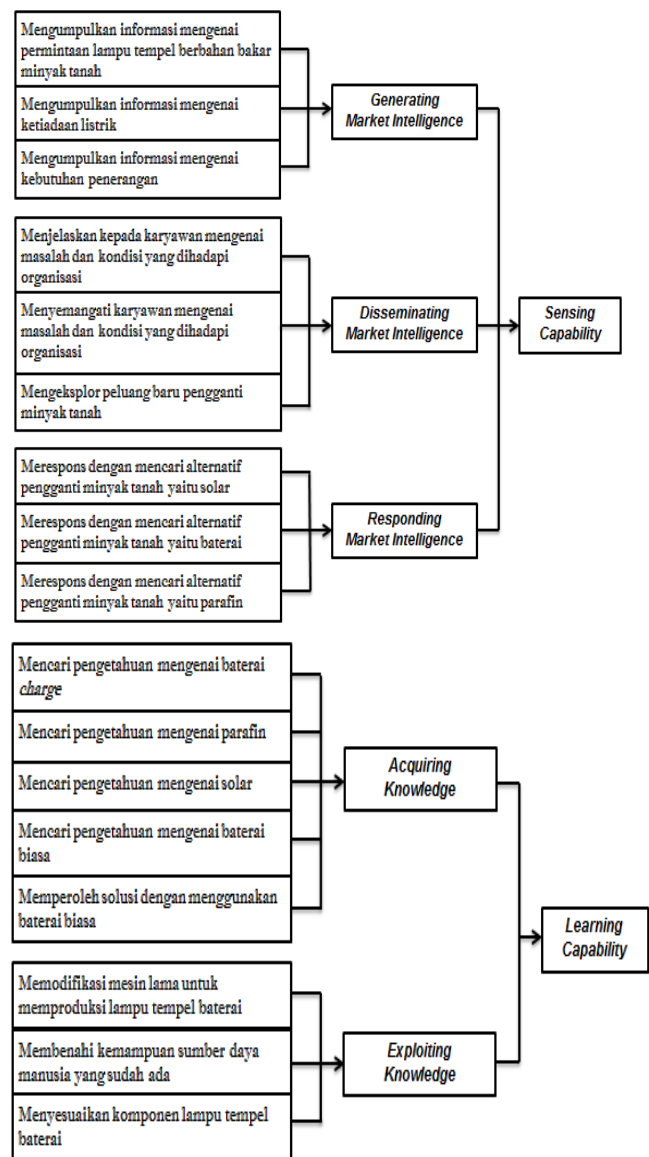 Mengumpulkan informasi mengenai
permintaan lampu tempel berbahan bakar
minyak tanah
Mengumpulkan informasi mengenai
ketiadaan listrik
Mengumpulkan informasi mengenai
kebutuhan penerangan
Generating
Market Intelligence
Menjelaskan kepada karyawan mengenai
masalah dan kondisi yang dihadapi
organisasi
Menyemangati karyawan mengenai
masalah dan kondisi yang dihadapi
organisasi
Mengeksplor peluang baru pengganti
minyak tanah
Disseminating
Market Intelligence
Sensing
Capability
Merespons dengan mencari alternatif
pengganti minyak tanah yaitu solar
Merespons dengan mencari alternatif
pengganti minyak tanah yaitu baterai
Merespons dengan mencari alternatif
pengganti minyak tanah yaitu parafin
Responding
Market Intelligence
Mencari pengetahuan mengenai baterai
charge
Mencari pengetahuan mengenai parafin
Mencari pengetahuan mengenai solar
Mencari pengetahuan mengenai baterai
biasa
Memperoleh solusi dengan menggunakan
baterai biasa
Acquiring
Knowledge
Learning
Capability
Memodifikasi mesin lama untuk
memproduksi lampu tempel baterai
Membenahi kemampuan sumber daya
manusia yang sudah ada
Menyesuaikan komponen lampu tempel
baterai
Exploiting
Knowledge